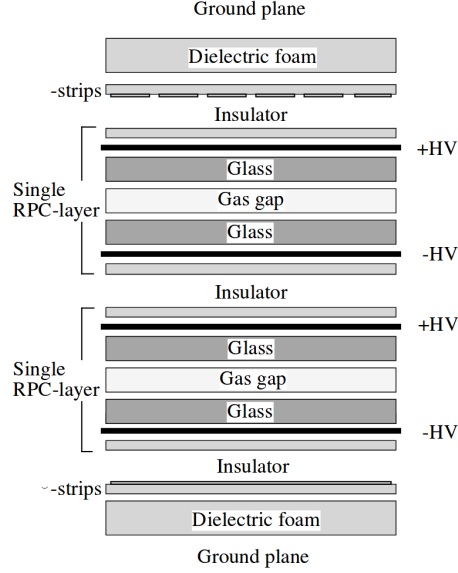 Ground plane
Dielectric foam
-strips
Insulator
+HV
Glass
Single
RPC-layer
Gas gap
Glass
-HV
Insulator
+HV
Glass
Single
RPC-layer
Gas gap
Glass
-HV
Insulator
-strips
Dielectric foam
Ground plane